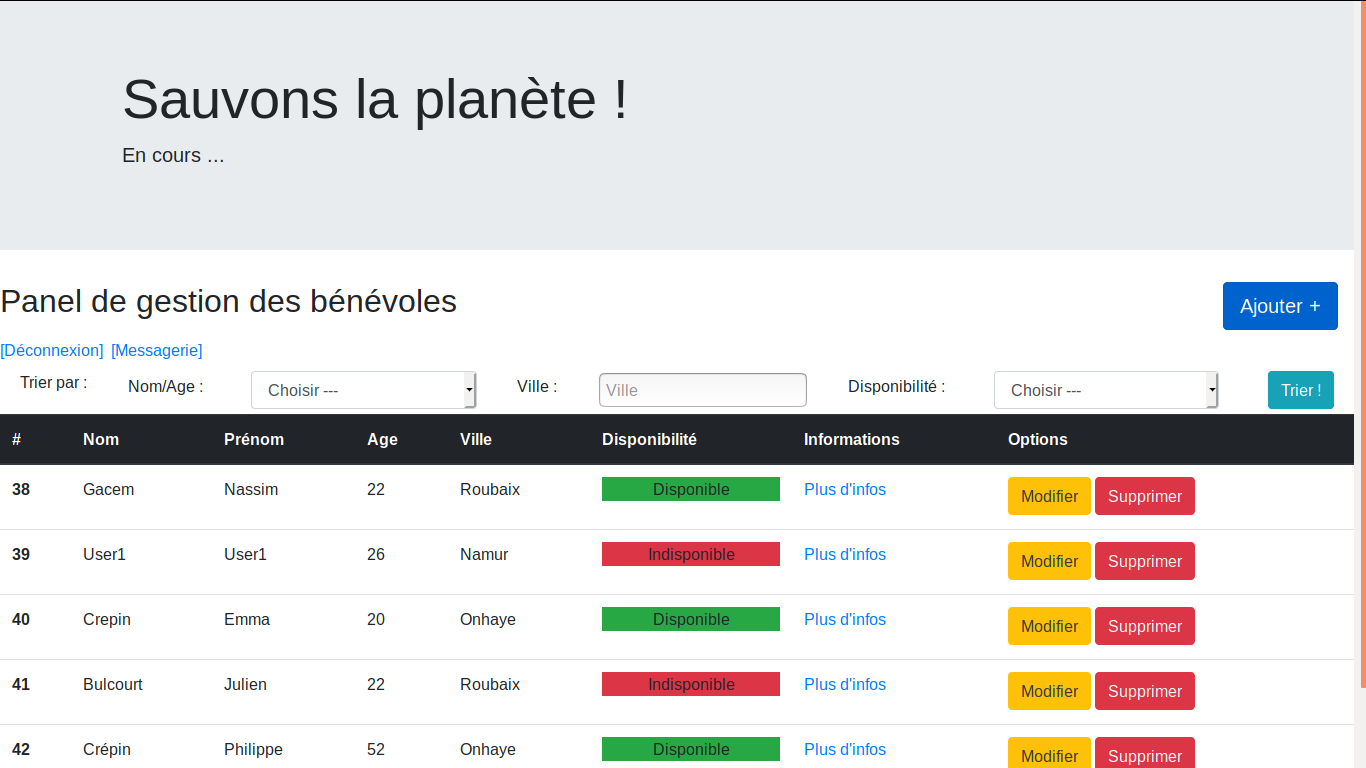 Sauvons la planète !
En cours ...
Panel de gestion des bénévoles
Ajouter +
[Déconnexion] [Messagerie]
Trier par : Nom/Age : Choisir --- Ville : Ville Disponibilité : Choisir --- Trier !
# Nom Prénom Age Ville Disponibilité Informations Options
38 Gacem Nassim 22 Roubaix Disponible Plus d'infos Modifier Supprimer
39 User1 User1 26 Namur Indisponible Plus d'infos Modifier Supprimer
40 Crepin Emma 20 Onhaye Disponible Plus d'infos Modifier Supprimer
41 Bulcourt Julien 22 Roubaix Indisponible Plus d'infos Modifier Supprimer
42 Crépin Philippe 52 Onhaye Disponible Plus d'infos Modifier Supprimer